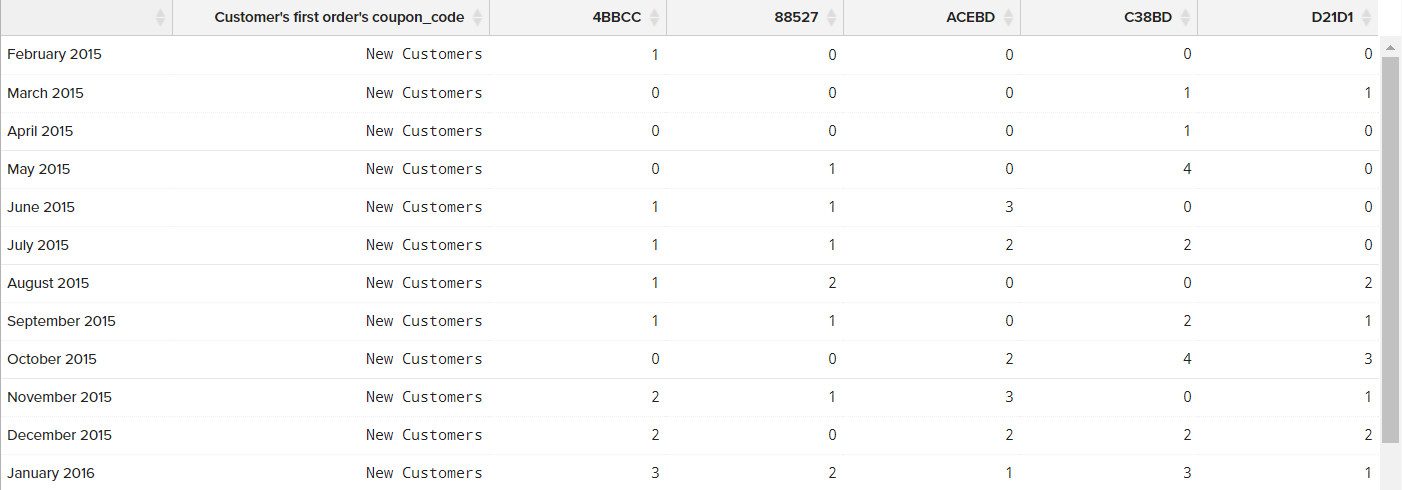 Customer's first order's coupon_code 4BBCC 88527 ACEBD C38BD D21D1
February 2015 New Customers 1 0 0 0 0
March 2015 New Customers 0 0 0 1 1
April 2015 New Customers 0 0 0 1 0
May 2015 New Customers 0 1 0 4 0
June 2015 New Customers 1 1 3 0 0
July 2015 New Customers 1 1 2 2 0
August 2015 New Customers 1 2 0 0 2
September 2015 New Customers 1 1 0 2 1
October 2015 New Customers 0 0 2 4 3
November 2015 New Customers 2 1 3 0 1
December 2015 New Customers 2 0 2 2 2
January 2016 New Customers 3 2 1 3 1